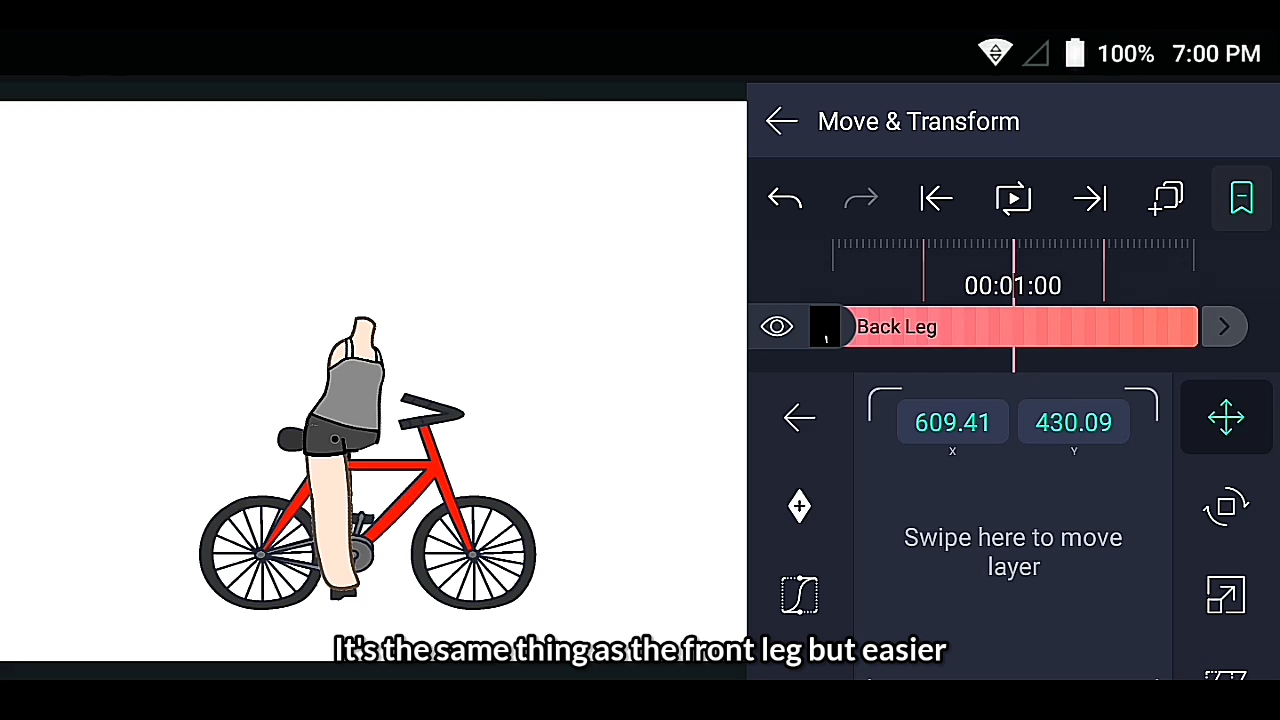 100% 7:00 PM
Move & Transform
00:01:00
Back Leg
609.41 430.09
X Y
Swipe here to move
layer
It's the same thing as the front leg but easier